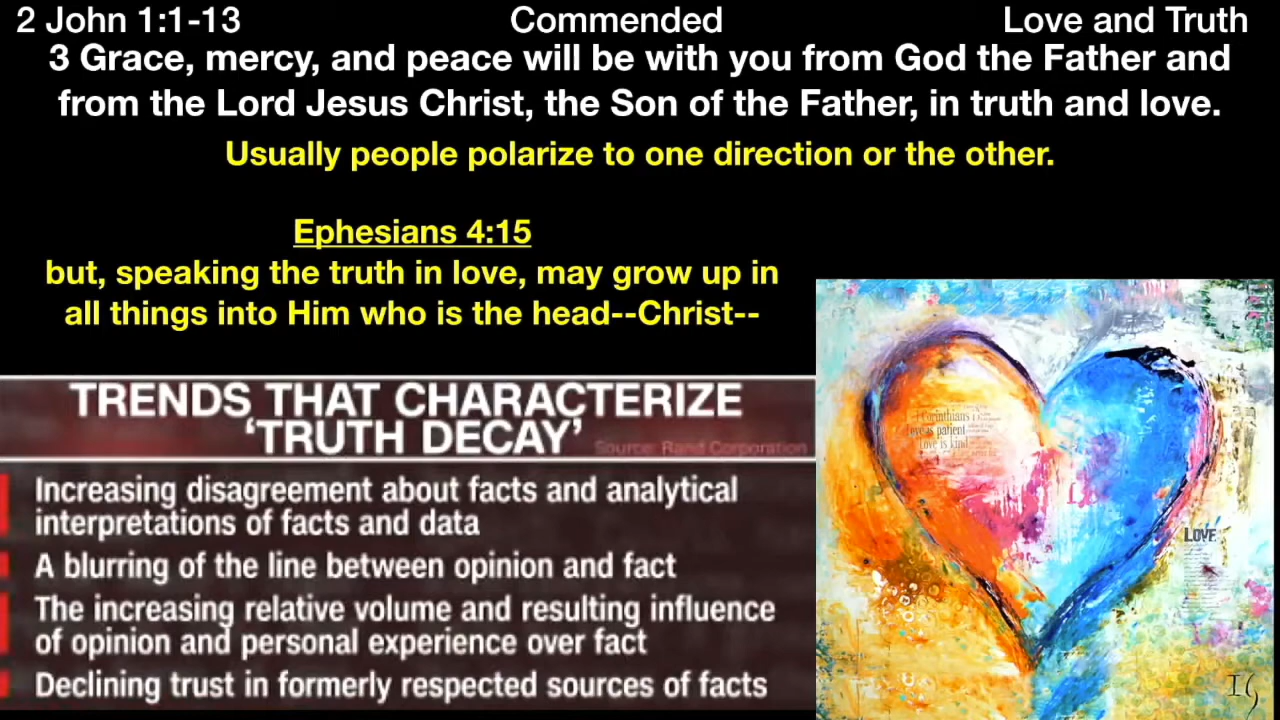 2 John 1:1-13 Commended Love and Truth
3 Grace, mercy, and peace will be with you from God the Father and
from the Lord Jesus Christ, the Son of the Father, in truth and love.
Usually people polarize to one direction or the other.
Ephesians 4:15
but, speaking the truth in love, may grow up in
all things into Him who is the head--Christ--
TRENDS THAT CHARACTERIZE
‘TRUTH DECAY’
Source: Rand Corporation
Increasing disagreement about facts and analytical
interpretations of facts and data
A blurring of the line between opinion and fact
The increasing relative volume and resulting influence
of opinion and personal experience over fact
Declining trust in formerly respected sources of facts
Corinthians
Love is patient
Love is kind
LOVE
IG